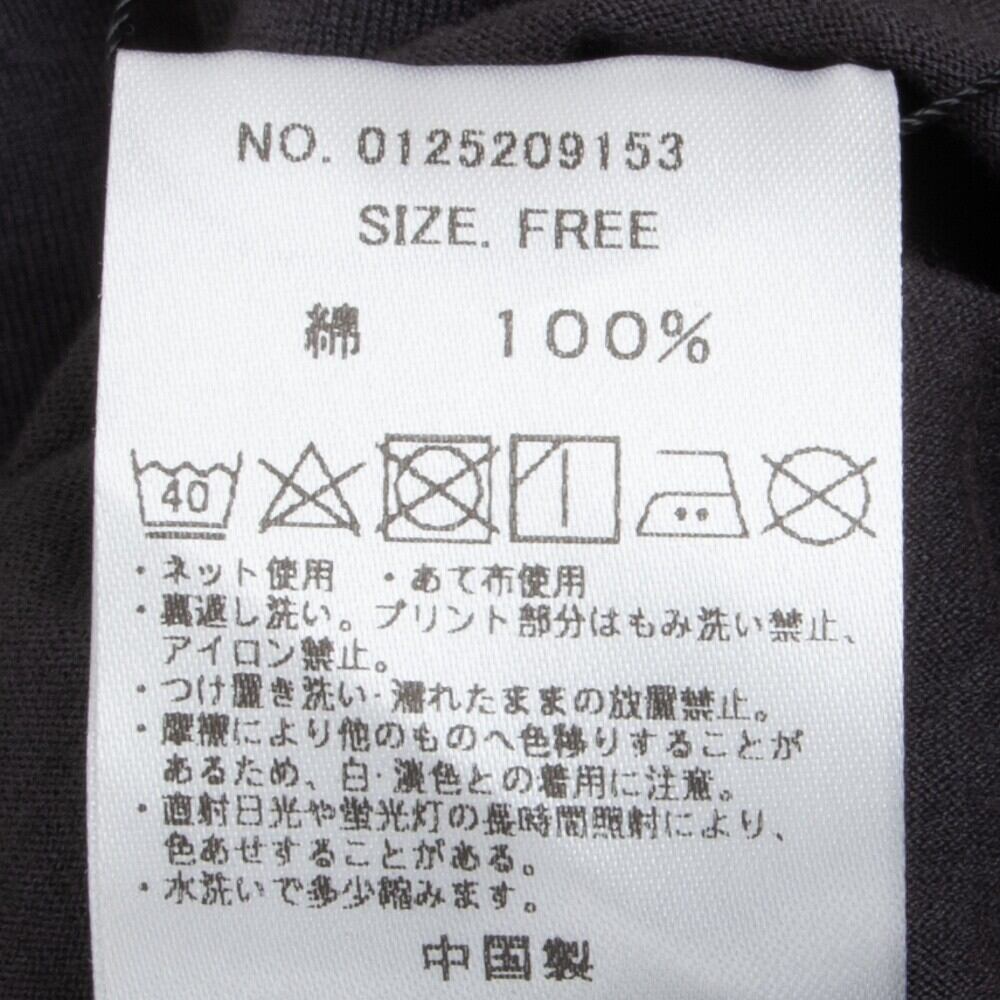 NO. 0125209153
SIZE. FREE
綿 100%
40
・ネット使用 ・あて布使用
・裏返し洗い。プリント部分はもみ洗い禁止、
アイロン禁止。
・つけ置き洗い・濡れたままの放置禁止。
・摩擦により他のものへ色移りすることが
あるため、白・淡色との着用に注意。
・直射日光や蛍光灯の長時間照射により、
色あせすることがある。
・水洗いで多少縮みます。
中国製